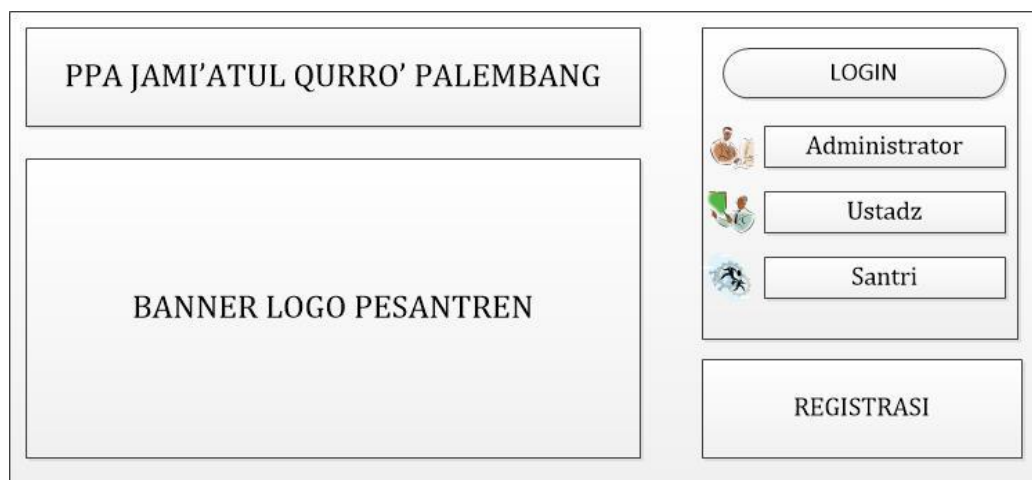 PPA JAMI’ATUL QURRO’ PALEMBANG
BANNER LOGO PESANTREN
LOGIN
Administrator
Ustadz
Santri
REGISTRASI